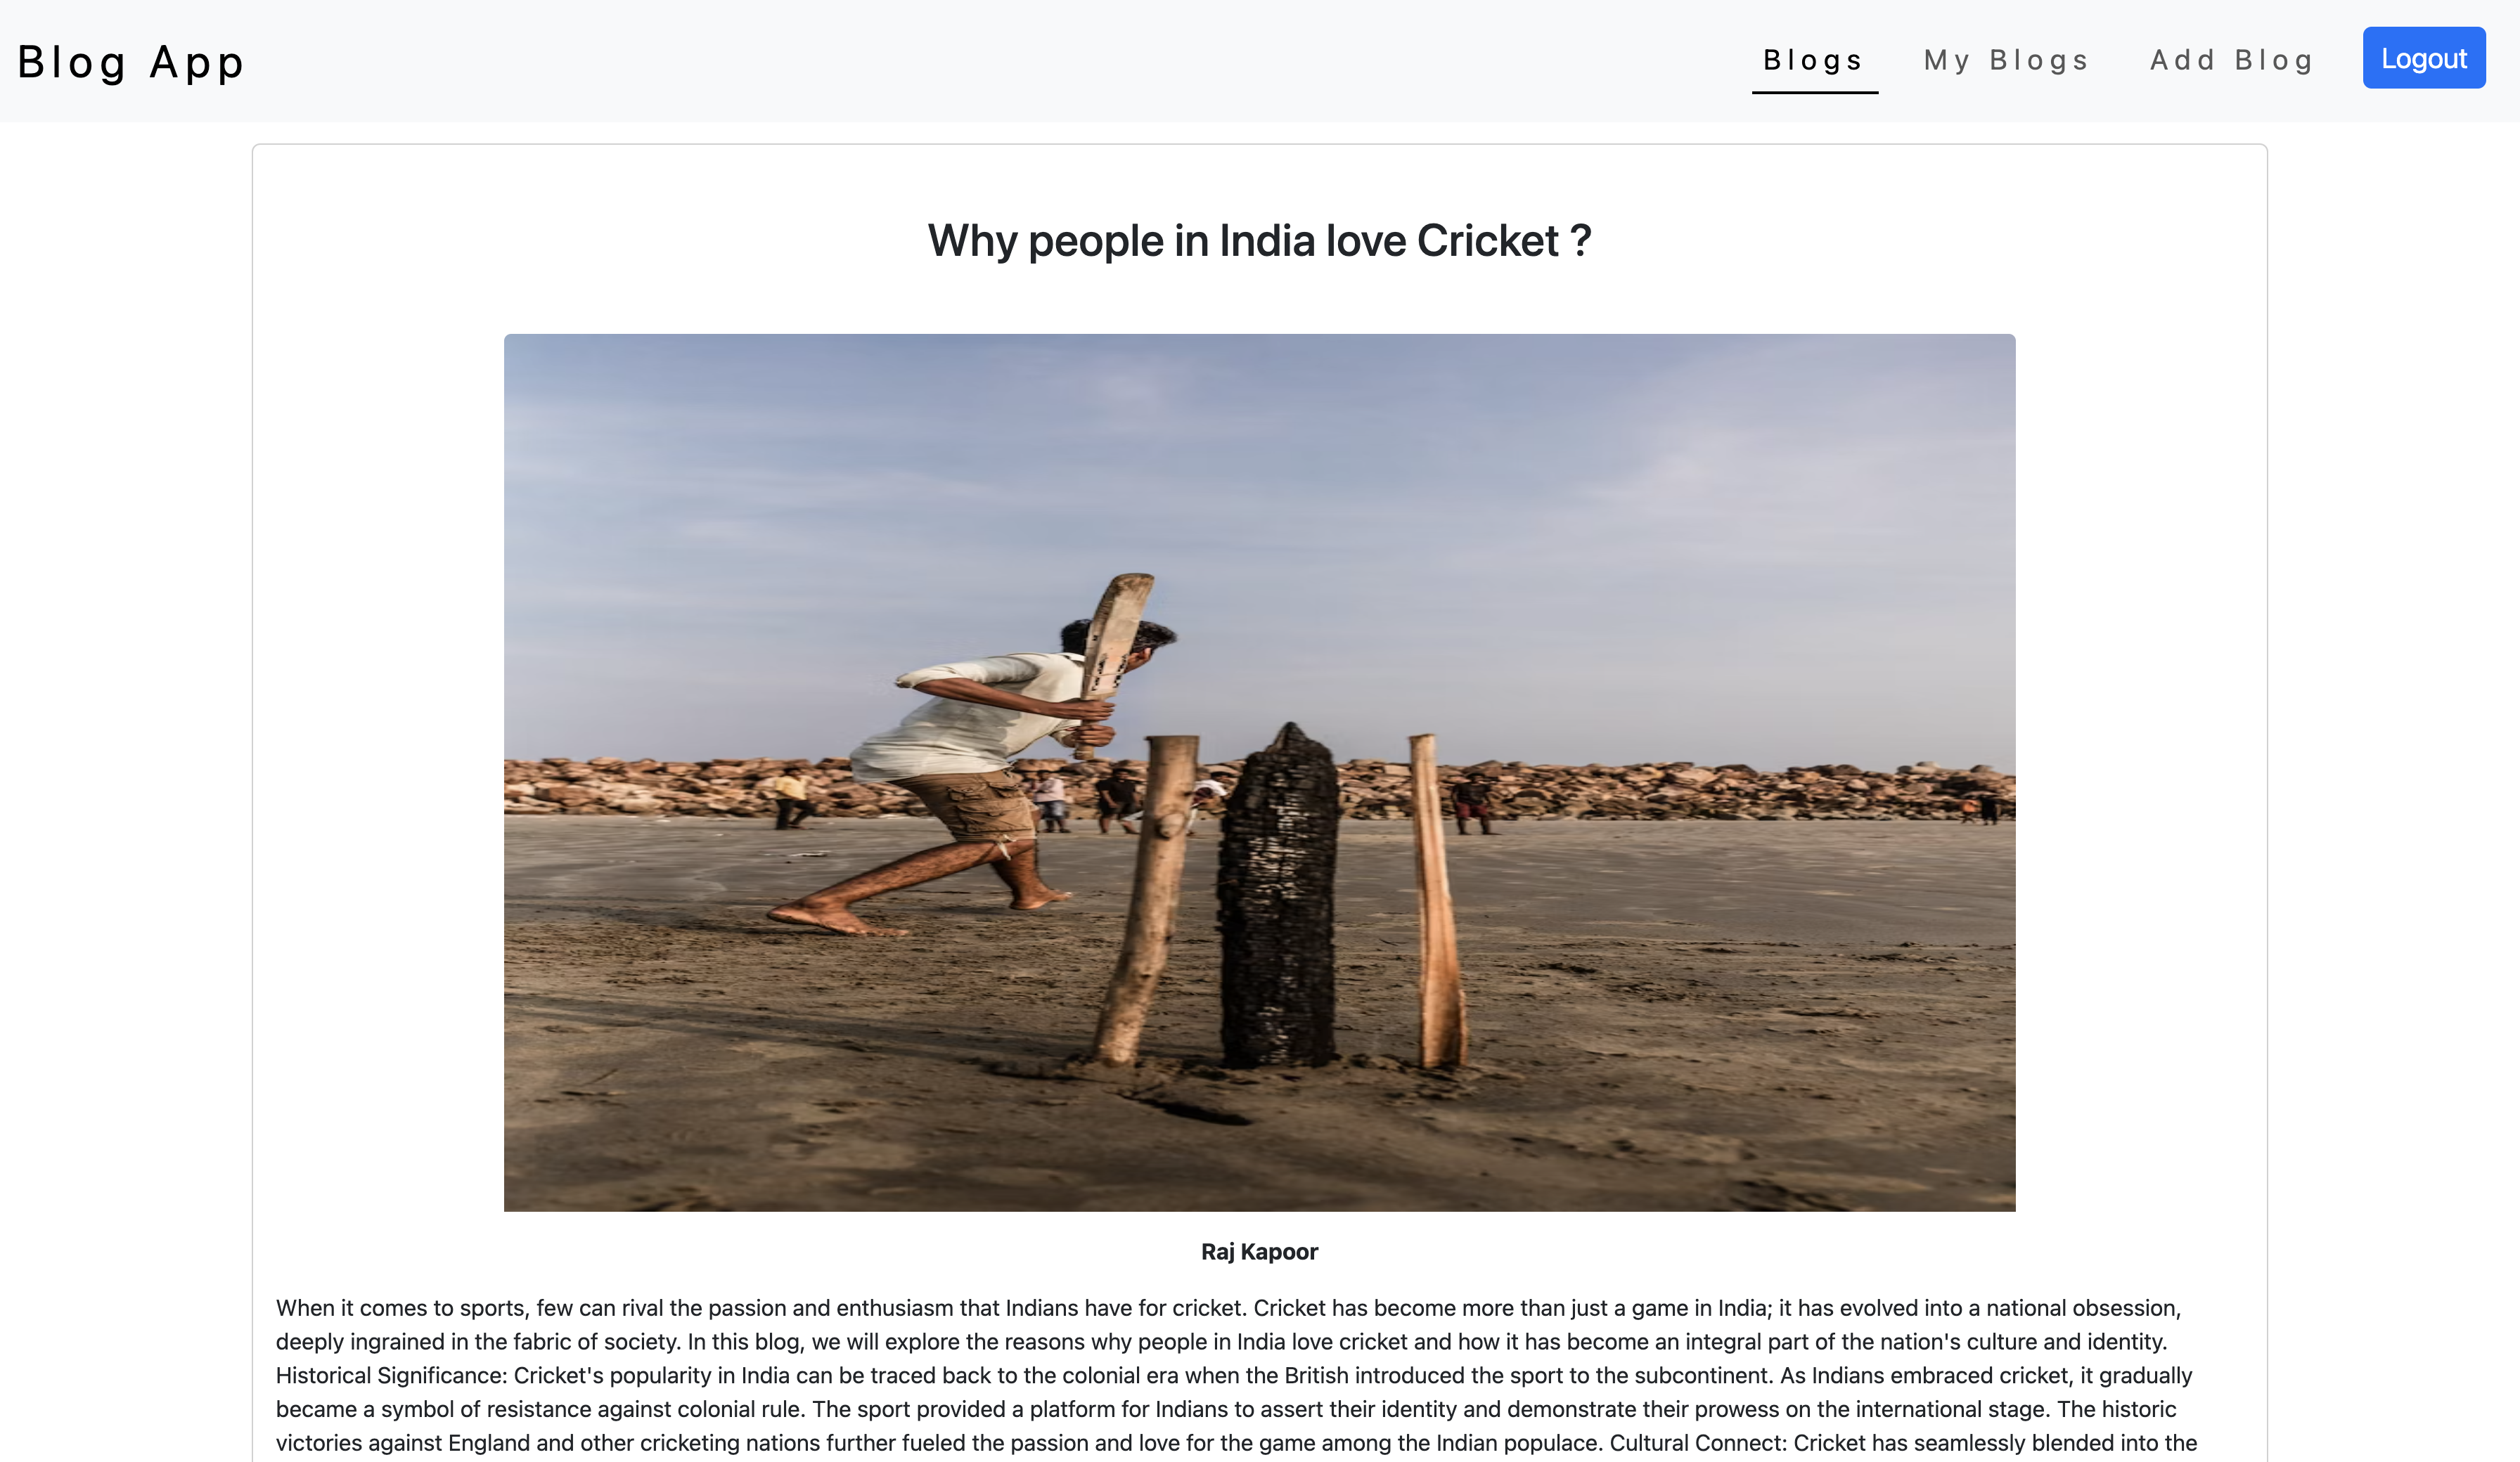 Blog App
Blogs
My Blogs
Add Blog
Logout
Why people in India love Cricket ?
Raj Kapoor
When it comes to sports, few can rival the passion and enthusiasm that Indians have for cricket. Cricket has become more than just a game in India; it has evolved into a national obsession,
deeply ingrained in the fabric of society. In this blog, we will explore the reasons why people in India love cricket and how it has become an integral part of the nation's culture and identity.
Historical Significance: Cricket's popularity in India can be traced back to the colonial era when the British introduced the sport to the subcontinent. As Indians embraced cricket, it gradually
became a symbol of resistance against colonial rule. The sport provided a platform for Indians to assert their identity and demonstrate their prowess on the international stage. The historic
victories against England and other cricketing nations further fueled the passion and love for the game among the Indian populace. Cultural Connect: Cricket has seamlessly blended into the